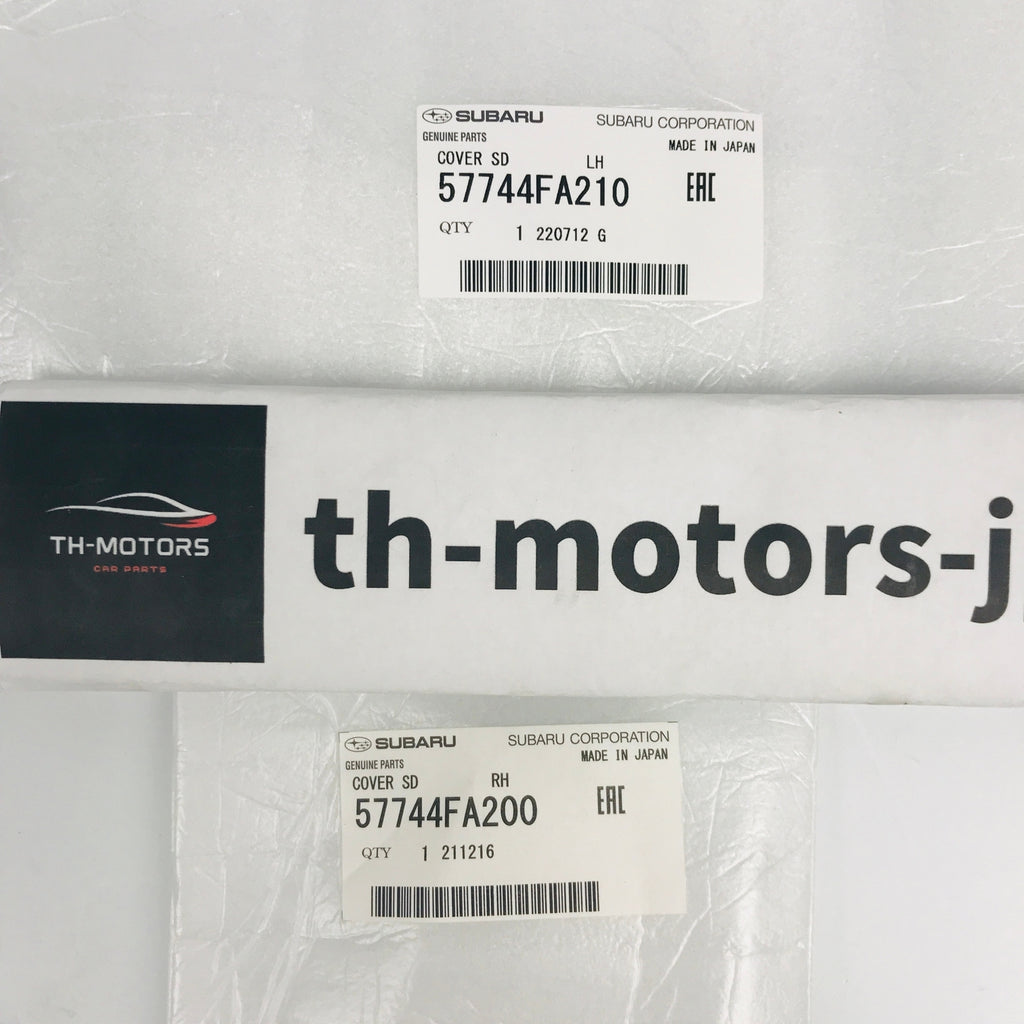 SUBARU SUBARU CORPORATION
GENUINE PARTS MADE IN JAPAN
COVER SD LH
57744FA210 EAC
QTY 1 220712 G
TH-MOTORS
CAR PARTS
th-motors-j
SUBARU SUBARU CORPORATION
GENUINE PARTS MADE IN JAPAN
COVER SD RH
57744FA200 EAC
QTY 1 211216